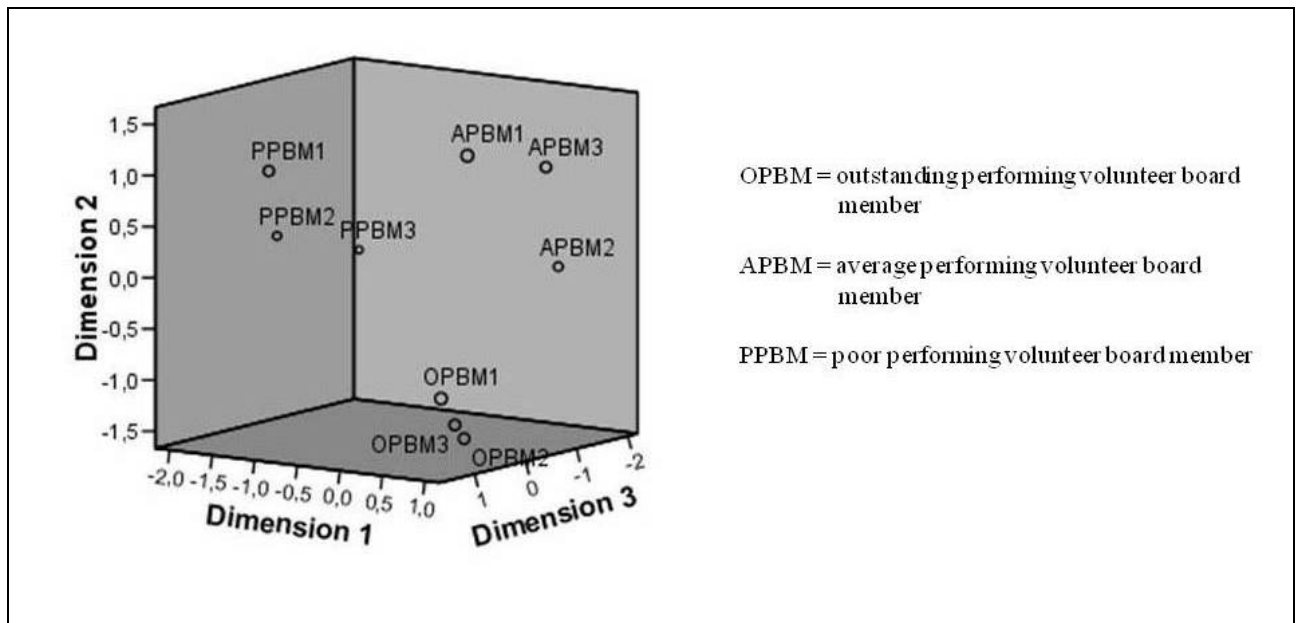 1,5
1,0
0,5
0,0
-0,5
-1,0
-1,5
Dimension 2
PPBM1
PPBM2
PPBM3
APBM1
APBM3
APBM2
OPBM1
OPBM3
OPBM2
-2,0 -1,5 -1,0 -0,5 0,0 0,5 1,0
Dimension 1
1 0 -1 -2
Dimension 3
OPBM = outstanding performing volunteer board
member
APBM = average performing volunteer board
member
PPBM = poor performing volunteer board member